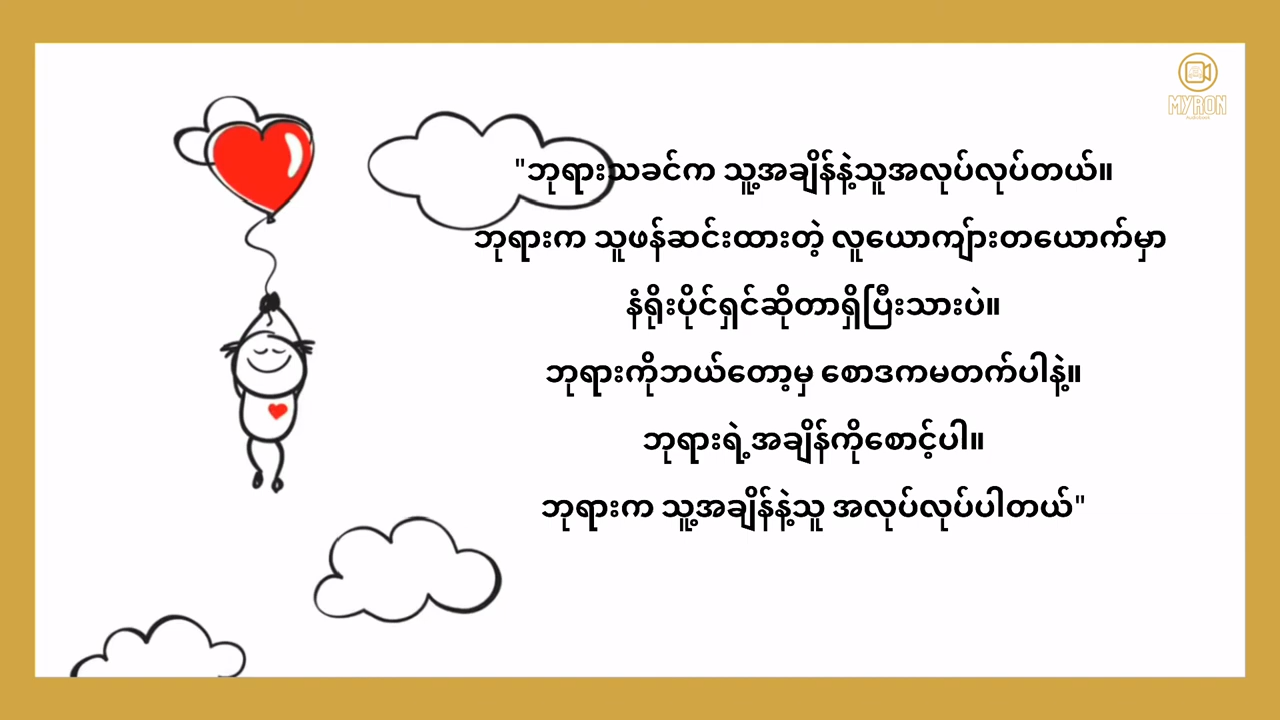 MYRON
"ဘုရားသခင်က သူ့အချိန်နဲ့သူအလုပ်လုပ်တယ်။
ဘုရားက သူဖန်ဆင်းထားတဲ့ လူယောကျ်ားတယောက်မှာ
နံရိုးပိုင်ရှင်ဆိုတာရှိပြီးသားပဲ။
ဘုရားကိုဘယ်တော့မှ စောဒကမတက်ပါနဲ့။
ဘုရားရဲ့အချိန်ကိုစောင့်ပါ။
ဘုရားက သူ့အချိန်နဲ့သူ အလုပ်လုပ်ပါတယ်"